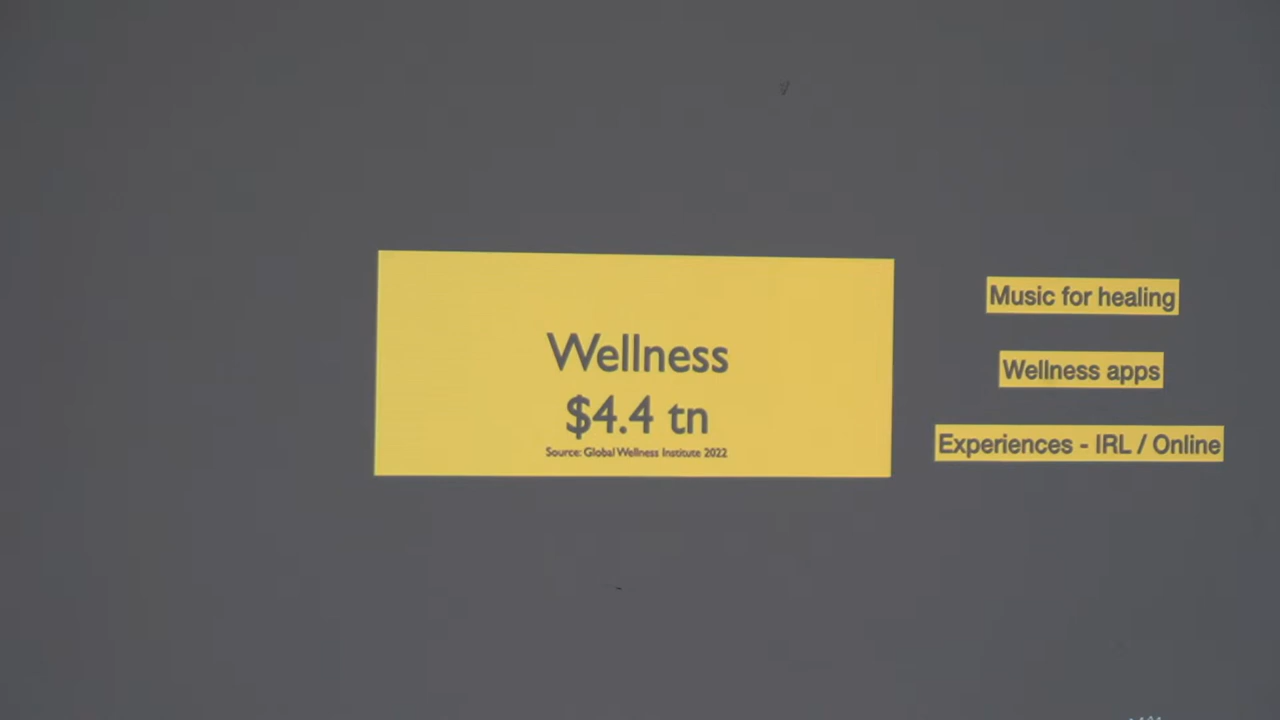 Wellness
$4.4 tn
Source: Global Wellness Institute 2022
Music for healing
Wellness apps
Experiences - IRL / Online